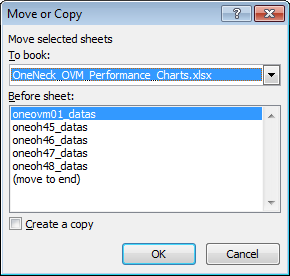 Move or Copy
Move selected sheets
To book:
OneNeck_OVM_Performance_Charts.xlsx
Before sheet:
oneovm01_datas
oneoh45_datas
oneoh46_datas
oneoh47_datas
oneoh48_datas
(move to end)
Create a copy
OK Cancel